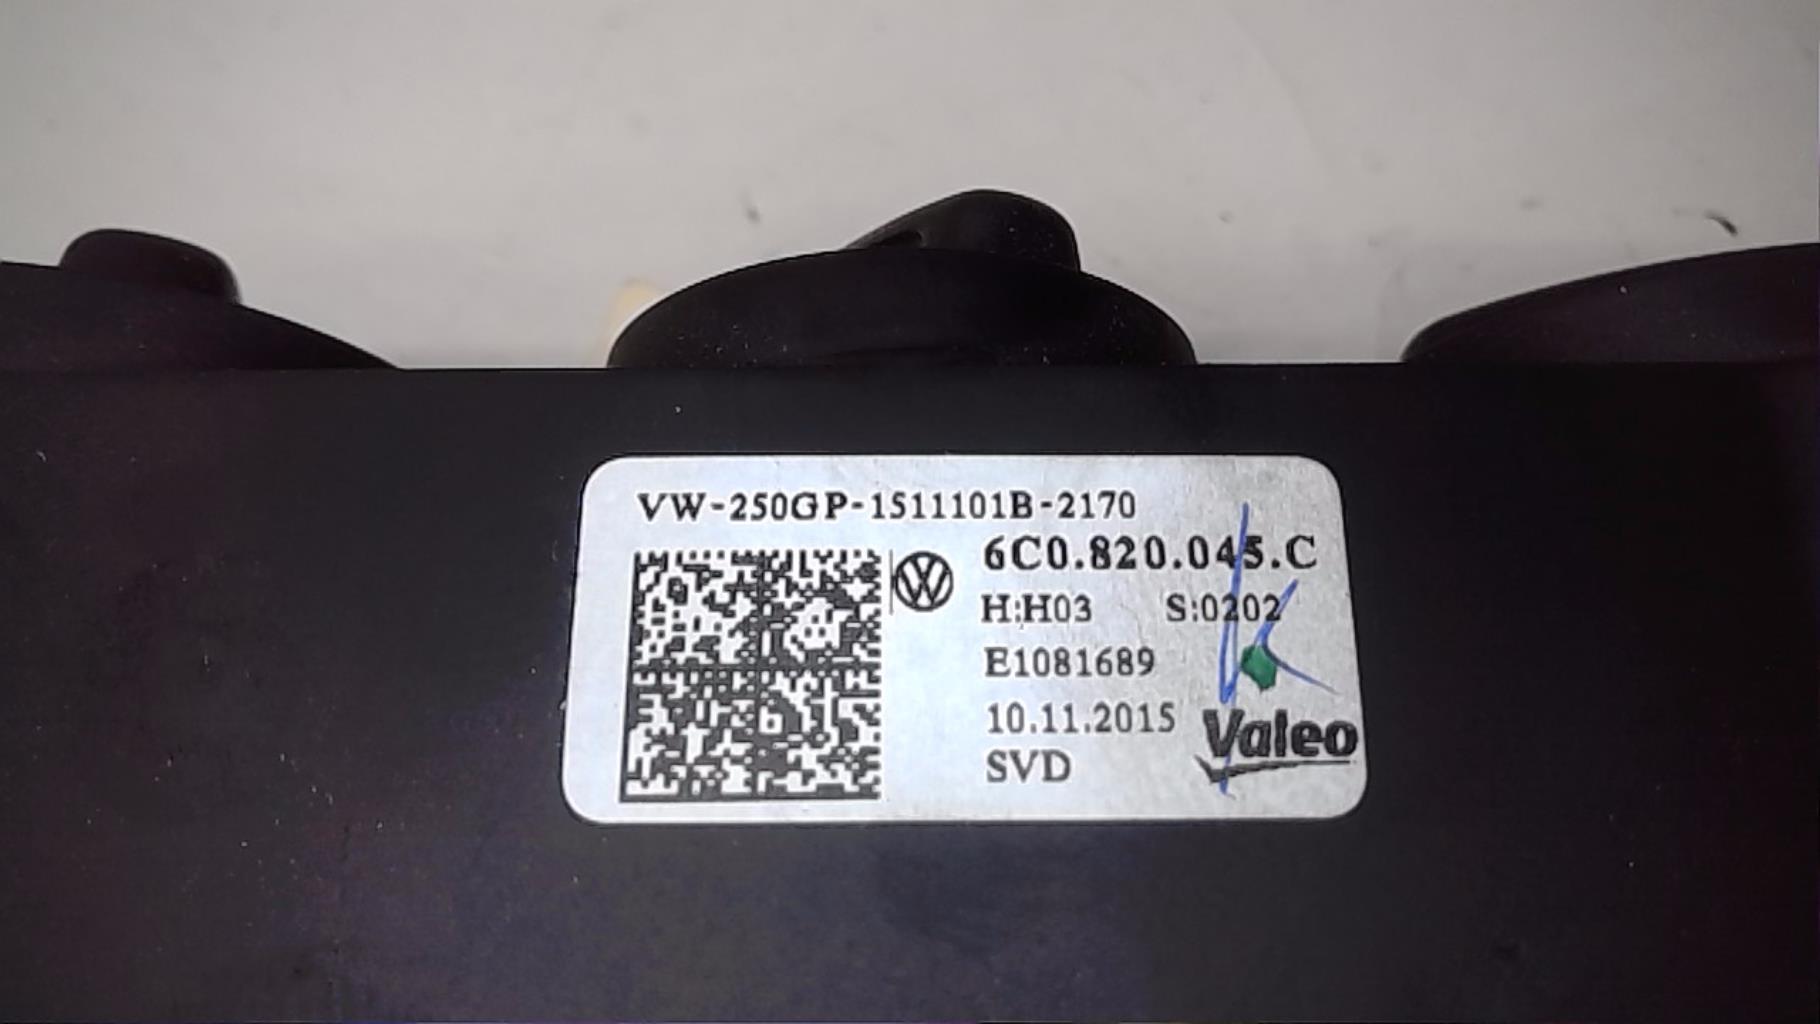 VW-250GP-1511101B-2170
6C0.820.045.C
H:H03 S:0202
E1081689
10.11.2015
SVD
Valeo